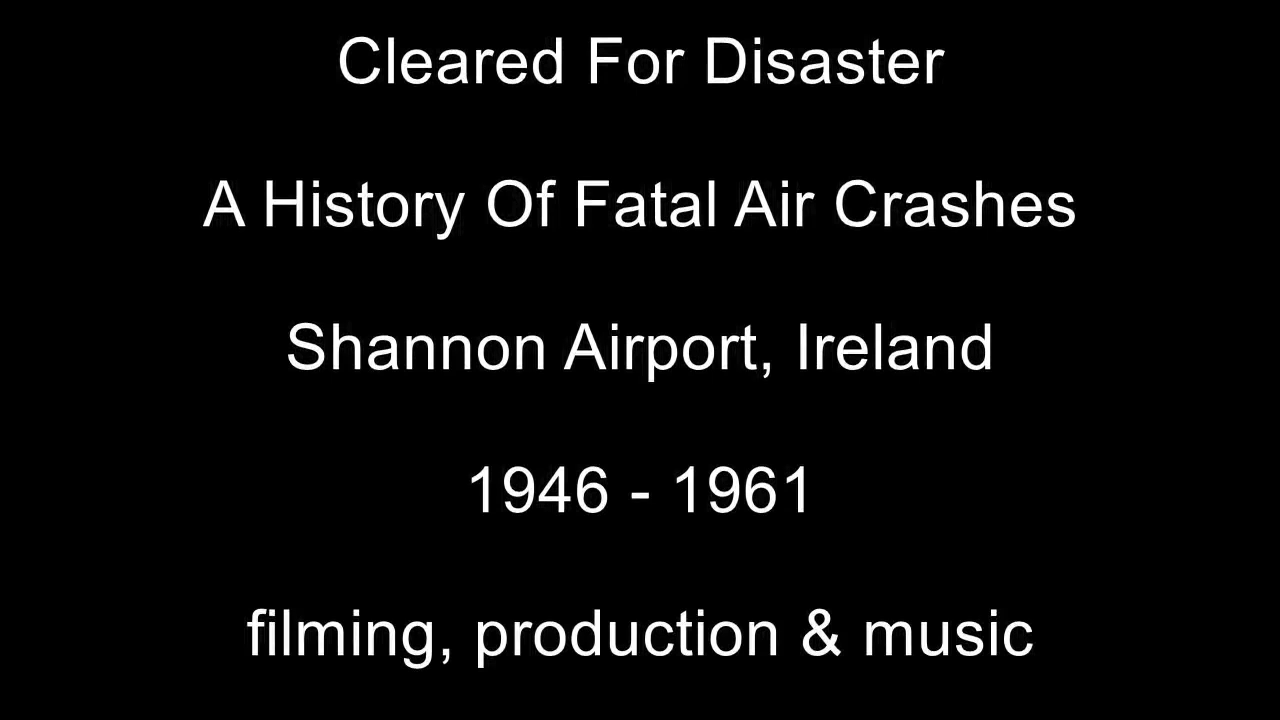 Cleared For Disaster
A History Of Fatal Air Crashes
Shannon Airport, Ireland
1946 - 1961
filming, production & music